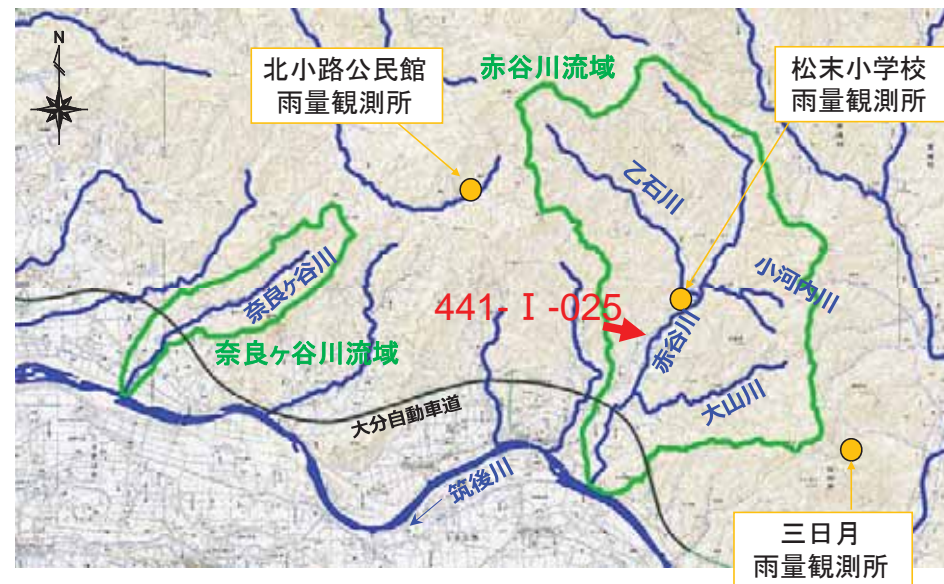 N
北小路公民館
雨量観測所
赤谷川流域
松末小学校
雨量観測所
乙石川
小河内川
奈良ヶ谷川
441-Ⅰ-025
赤谷川
奈良ヶ谷川流域
大分自動車道
大山川
筑後川
三日月
雨量観測所